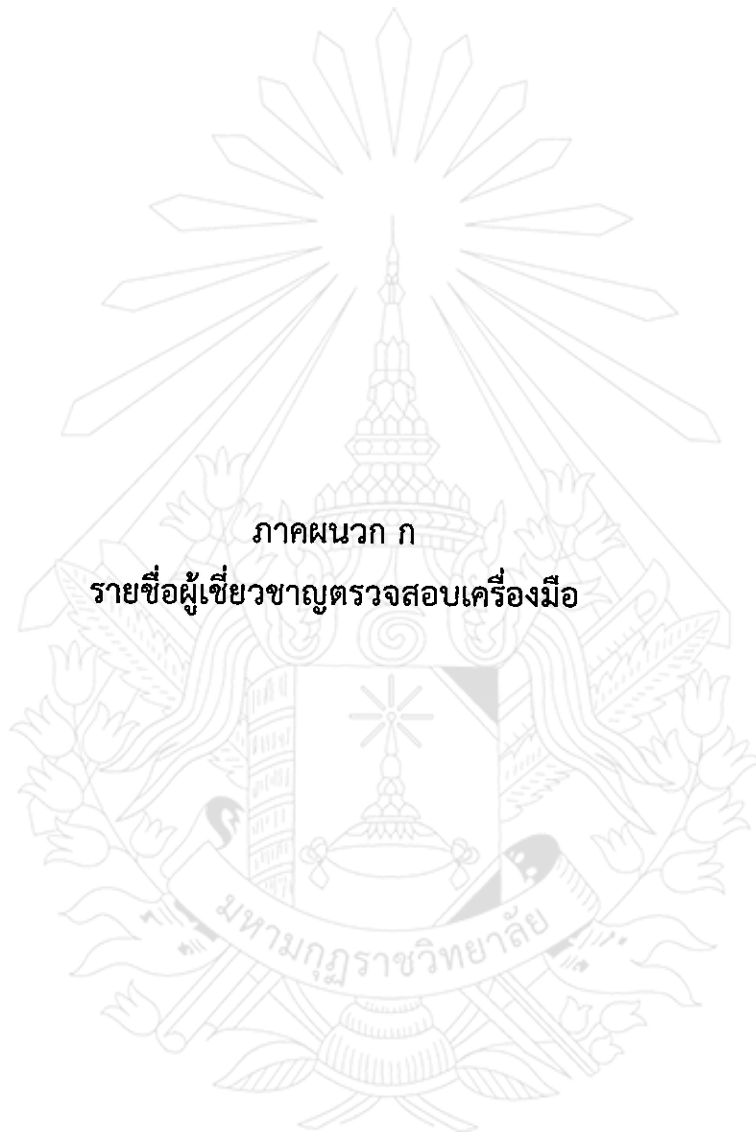 ภาคผนวก ก
รายชื่อผู้เชี่ยวชาญตรวจสอบเครื่องมือ
มหามกุฏราชวิทยาลัย